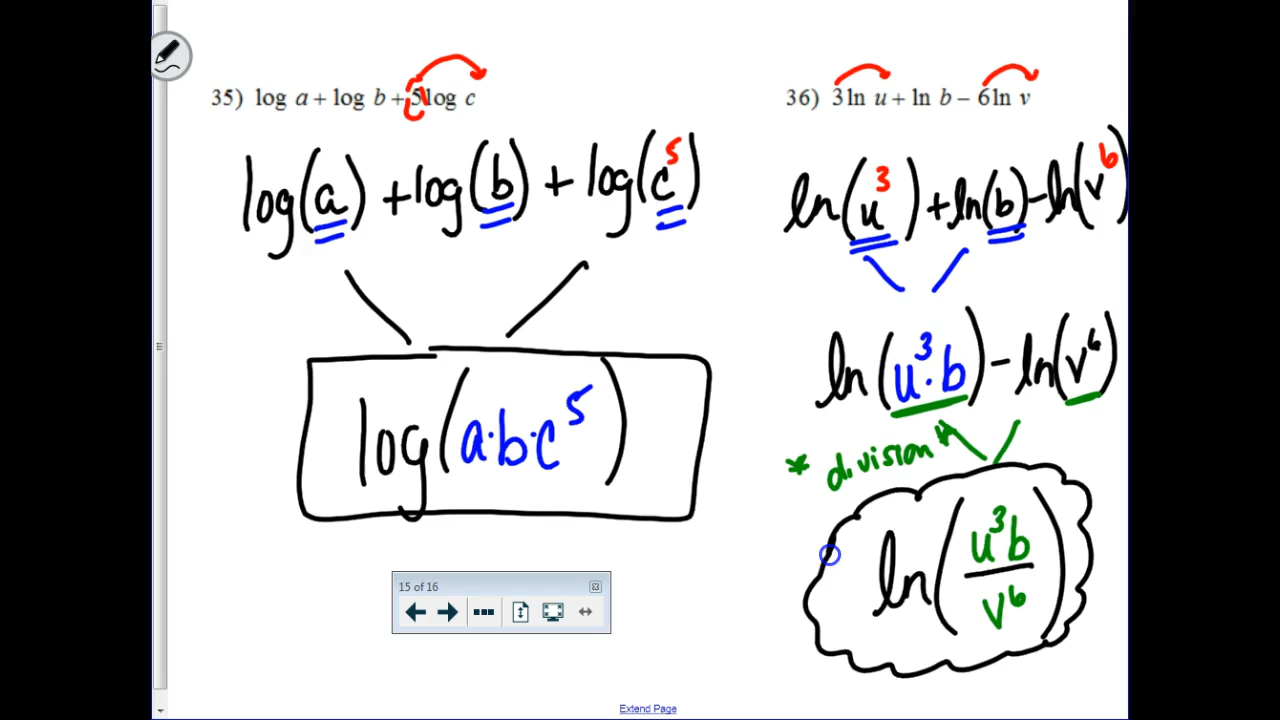 35) log a + log b + 5log c
log(a) + log(b) + log(c⁵)
log(a·b·c⁵)
15 of 16
36) 3ln u + ln b − 6ln v
ln(u³) + ln(b) - ln(v⁶)
ln(u³·b) - ln(v⁶)
* division *
ln(u³b/v⁶)
Extend Page